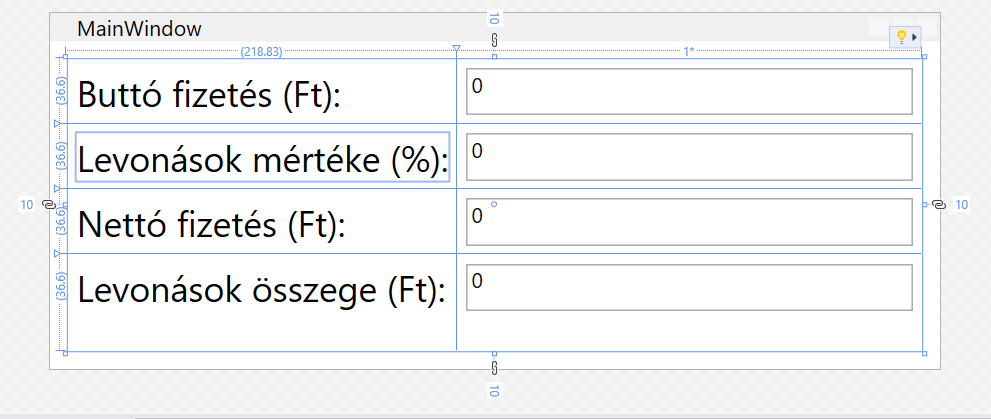 10
MainWindow
(218.83) 1*
(36.6) Buttó fizetés (Ft): 0
(36.6) Levonások mértéke (%): 0
10 (36.6) Nettó fizetés (Ft): 0 10
(36.6) Levonások összege (Ft): 0
10